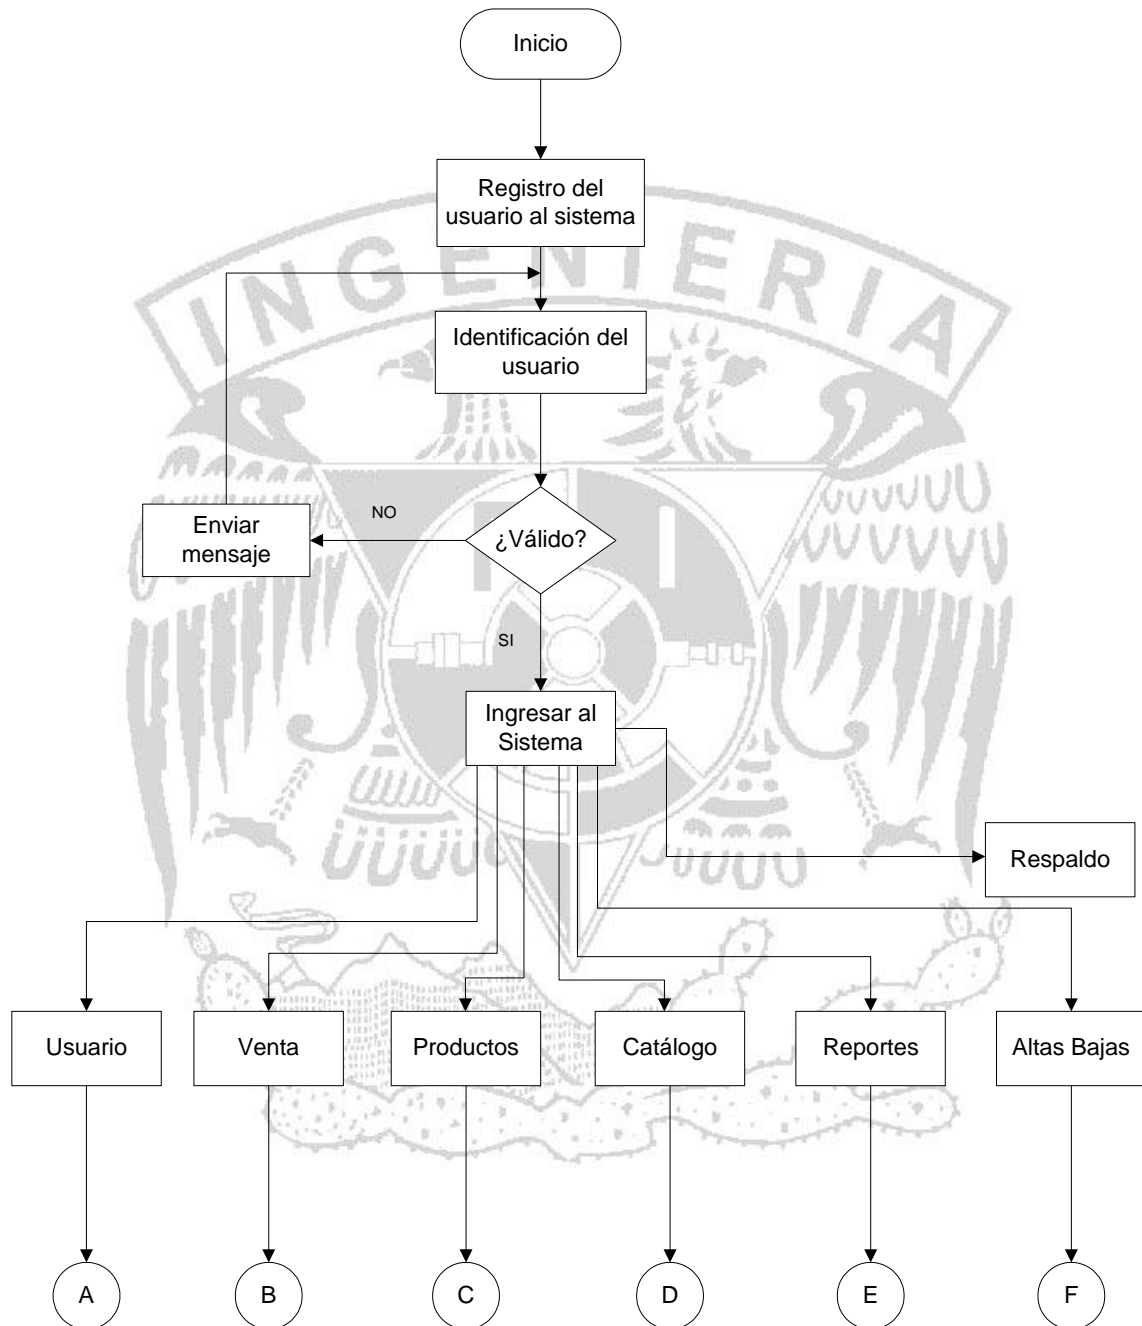 Inicio
Registro del
usuario al sistema
INGENIERIA
Identificación del
usuario
Enviar
mensaje
NO
¿Válido?
SI
Ingresar al
Sistema
Respaldo
Usuario
Venta
Productos
Catálogo
Reportes
Altas Bajas
A
B
C
D
E
F